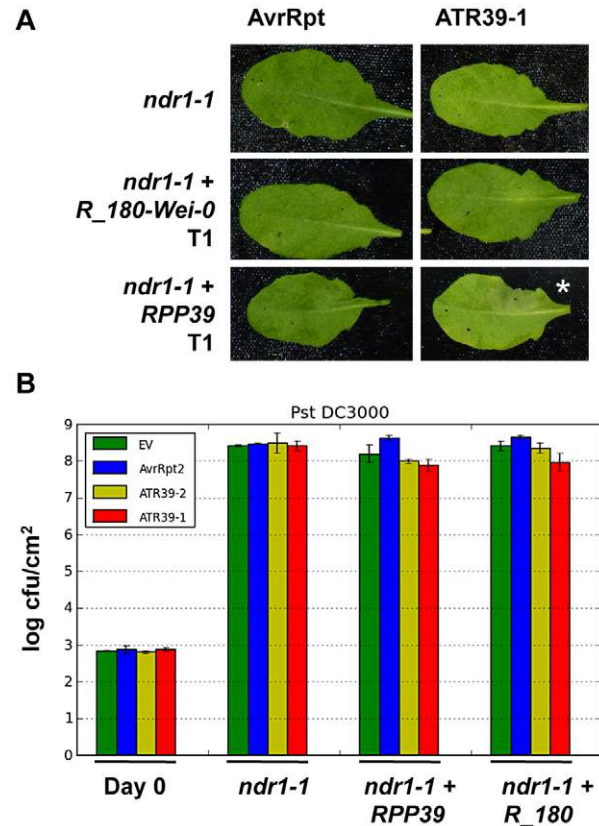 A
AvrRpt
ATR39-1
ndr1-1
ndr1-1 +
R_180-Wei-0
T1
ndr1-1 +
RPP39
T1
*
B
Pst DC3000
9
8
7
6
5
4
3
2
1
0
log cfu/cm²
EV
AvrRpt2
ATR39-2
ATR39-1
Day 0
ndr1-1
ndr1-1 +
RPP39
ndr1-1 +
R_180